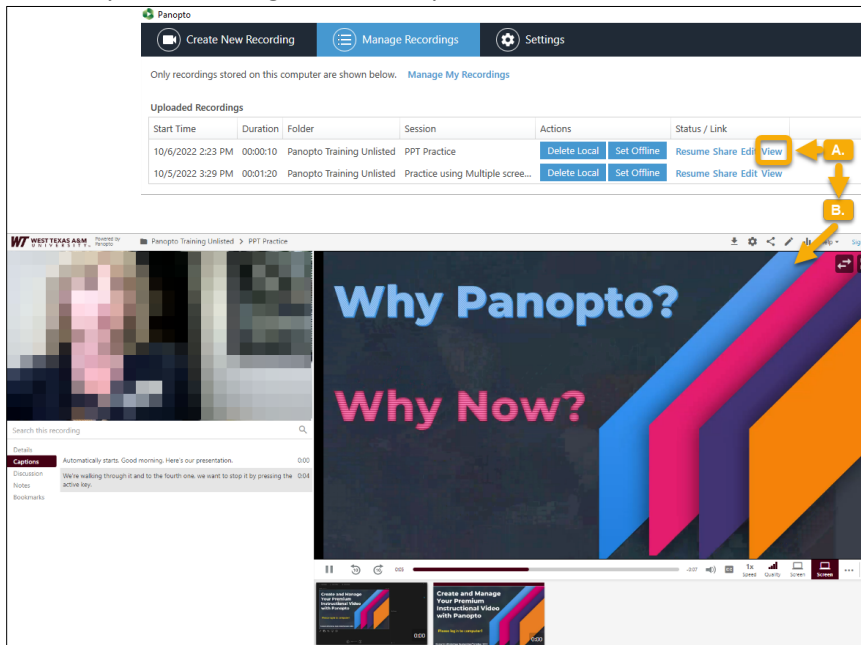 Panopto
Create New Recording Manage Recordings Settings
Only recordings stored on this computer are shown below. Manage My Recordings
Uploaded Recordings
Start Time Duration Folder Session Actions Status / Link
10/6/2022 2:23 PM 00:00:10 Panopto Training Unlisted PPT Practice Delete Local Set Offline Resume Share Edit View
A.
10/5/2022 3:29 PM 00:01:20 Panopto Training Unlisted Practice using Multiple scree... Delete Local Set Offline Resume Share Edit View
B.
WT WEST TEXAS A&M UNIVERSITY Powered by Panopto Panopto Training Unlisted > PPT Practice
Why Panopto?
Why Now?
Search this recording
Details
Captions
Discussion
Notes
Bookmarks
Automatically starts. Good morning. Here's our presentation. 0:00
We're walking through it and to the fourth one. we want to stop it by pressing the 0:04
active key.
1x
Speed Quality Screen Screen
Create and Manage
Your Premium
Instructional Video
with Panopto
0:00
Create and Manage
Your Premium
Instructional Video
with Panopto
0:00